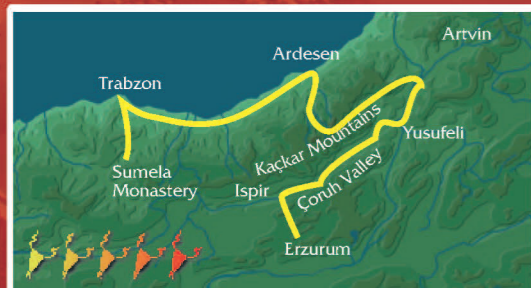 Artvin
Ardesen
Trabzon
Kaçkar Mountains
Yusufeli
Sumela
Monastery
Ispir
Çoruh Valley
Erzurum